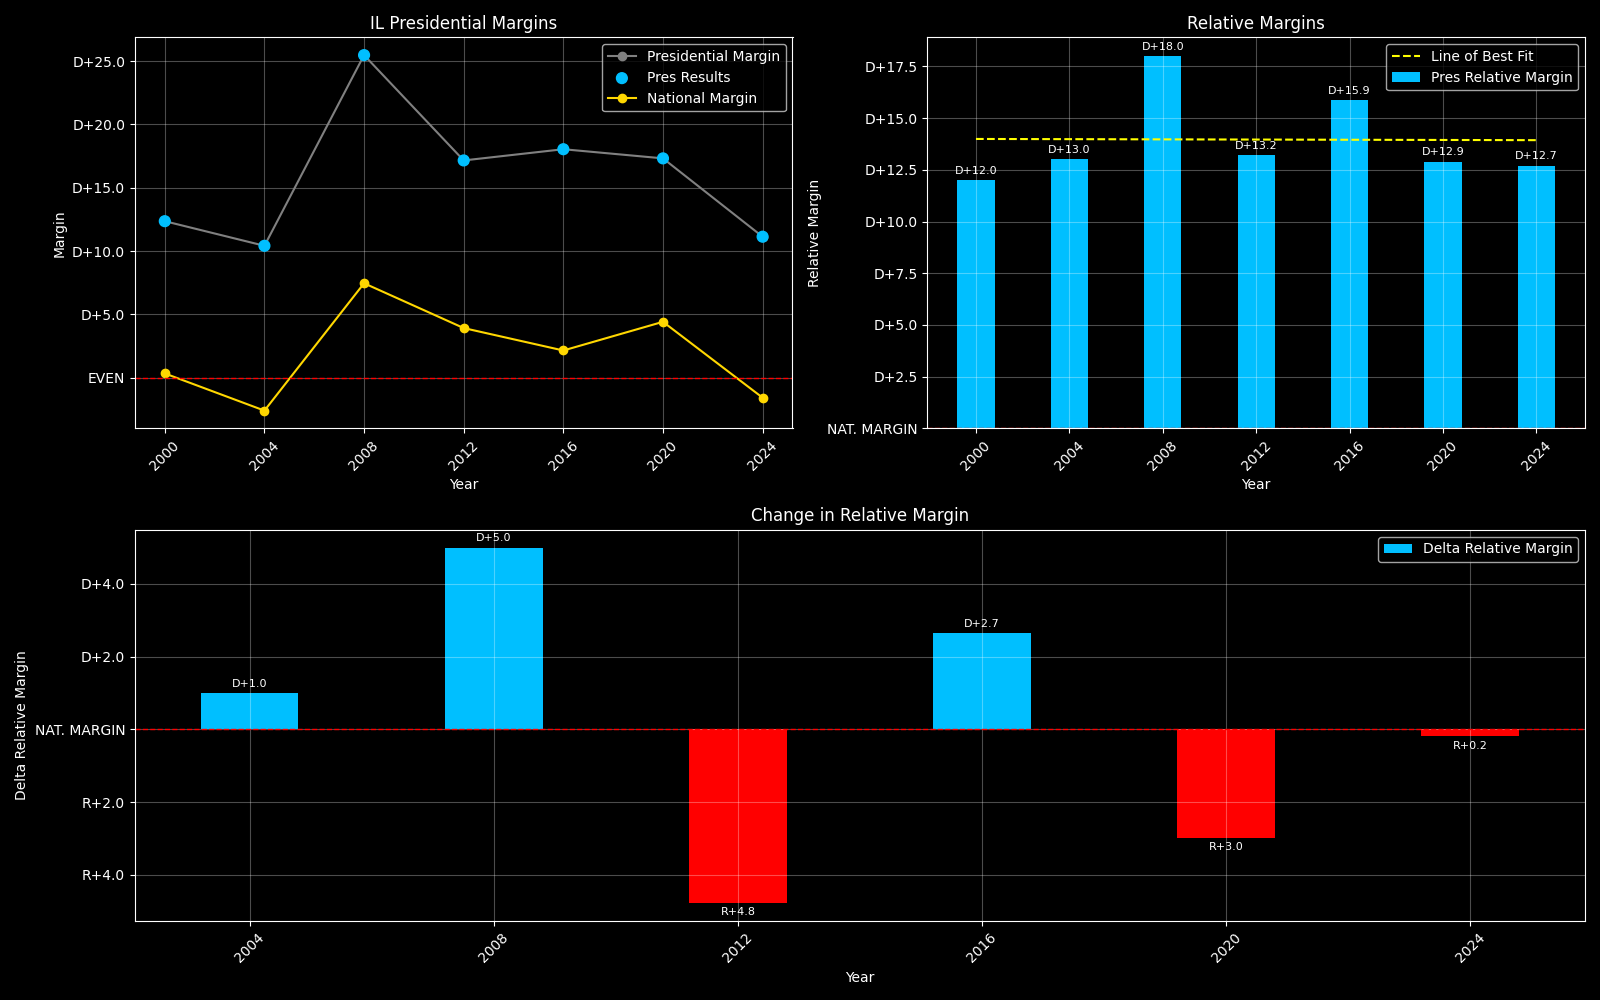 IL Presidential Margins
Margin
D+25.0
D+20.0
D+15.0
D+10.0
D+5.0
EVEN
Presidential Margin
Pres Results
National Margin
2000
2004
2008
2012
2016
2020
2024
Year
Relative Margins
Relative Margin
D+17.5
D+15.0
D+12.5
D+10.0
D+7.5
D+5.0
D+2.5
NAT. MARGIN
Line of Best Fit
Pres Relative Margin
D+12.0
D+13.0
D+18.0
D+13.2
D+15.9
D+12.9
D+12.7
2000
2004
2008
2012
2016
2020
2024
Year
Change in Relative Margin
Delta Relative Margin
D+4.0
D+2.0
NAT. MARGIN
R+2.0
R+4.0
Delta Relative Margin
D+1.0
D+5.0
R+4.8
D+2.7
R+3.0
R+0.2
2004
2008
2012
2016
2020
2024
Year